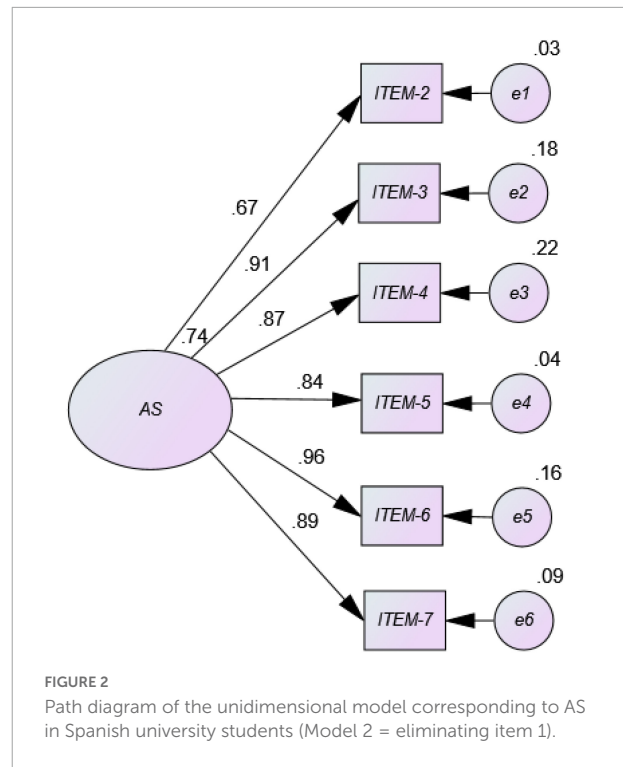 .03
ITEM-2
e1
.18
.67
ITEM-3
e2
.91
.22
.87
ITEM-4
e3
.74
.04
.84
AS
ITEM-5
e4
.96
.16
ITEM-6
e5
.89
.09
ITEM-7
e6
FIGURE 2
Path diagram of the unidimensional model corresponding to AS
in Spanish university students (Model 2 = eliminating item 1).